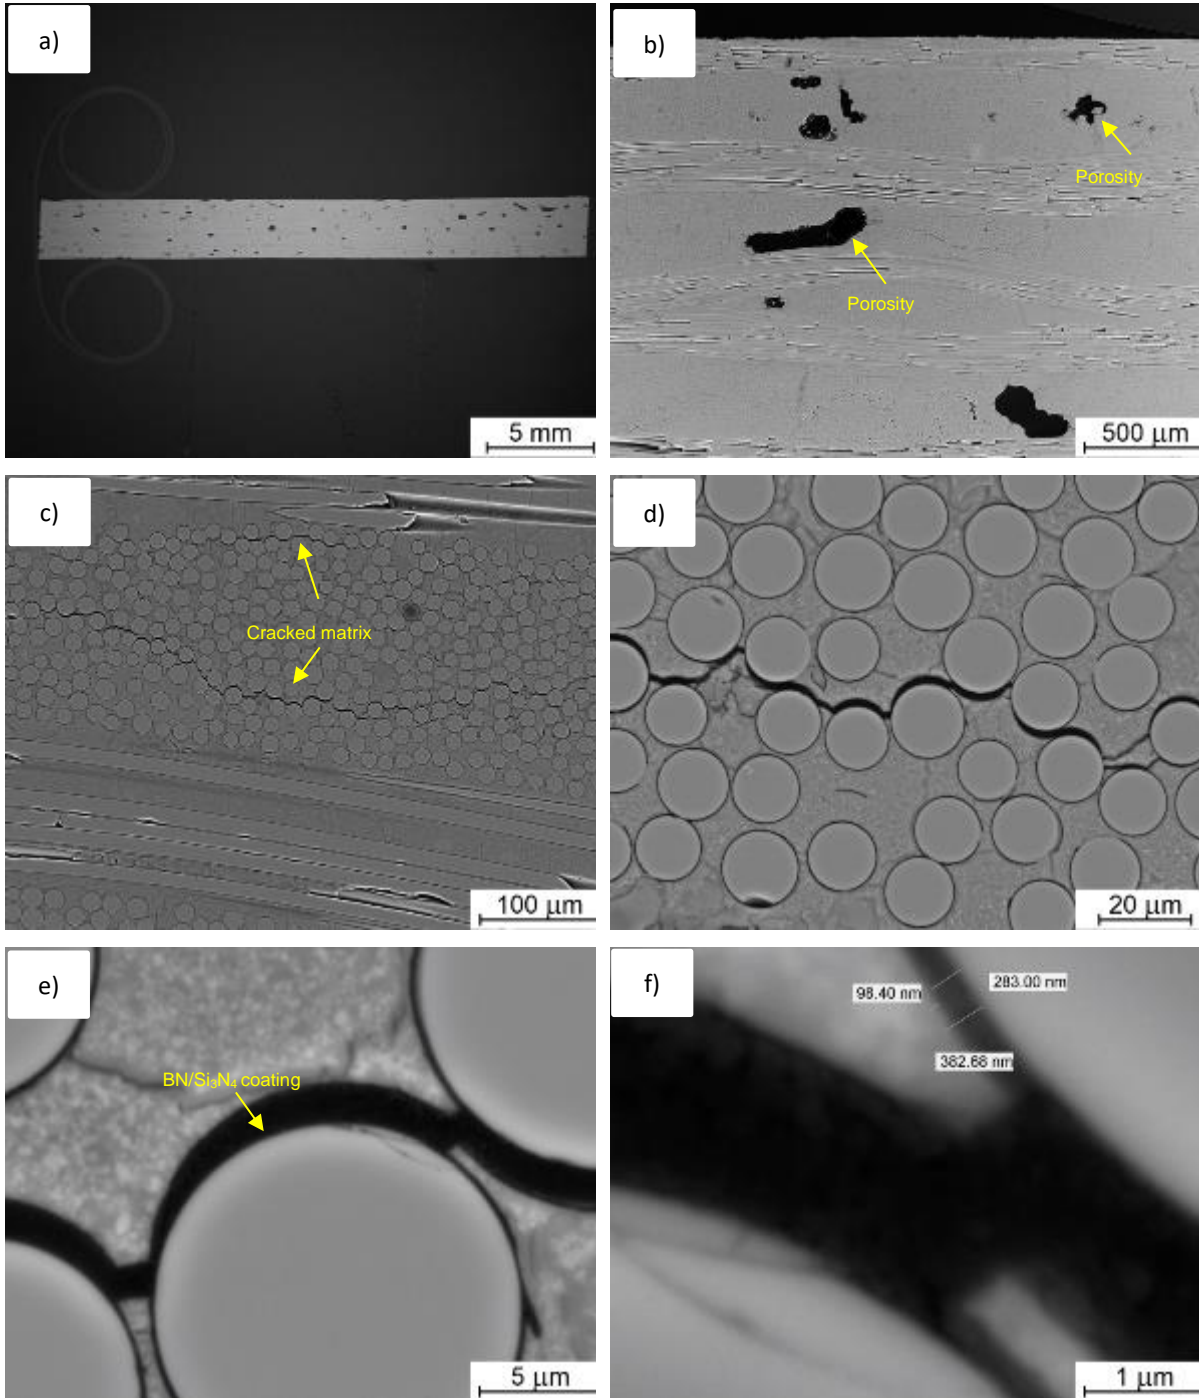 a)
5 mm
b)
Porosity
Porosity
500 μm
c)
Cracked matrix
100 μm
d)
20 μm
e)
BN/Si₃N₄ coating
5 μm
f)
98.40 nm
283.00 nm
382.68 nm
1 μm